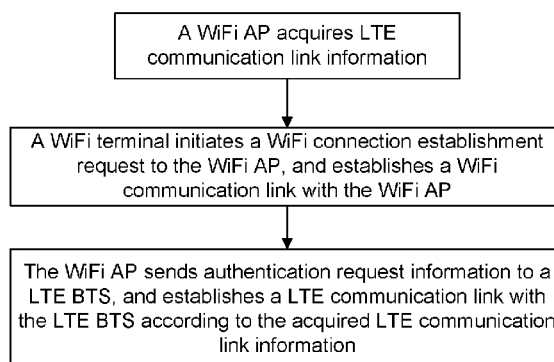 A WiFi AP acquires LTE
communication link information
A WiFi terminal initiates a WiFi connection establishment
request to the WiFi AP, and establishes a WiFi
communication link with the WiFi AP
The WiFi AP sends authentication request information to a
LTE BTS, and establishes a LTE communication link with
the LTE BTS according to the acquired LTE communication
link information